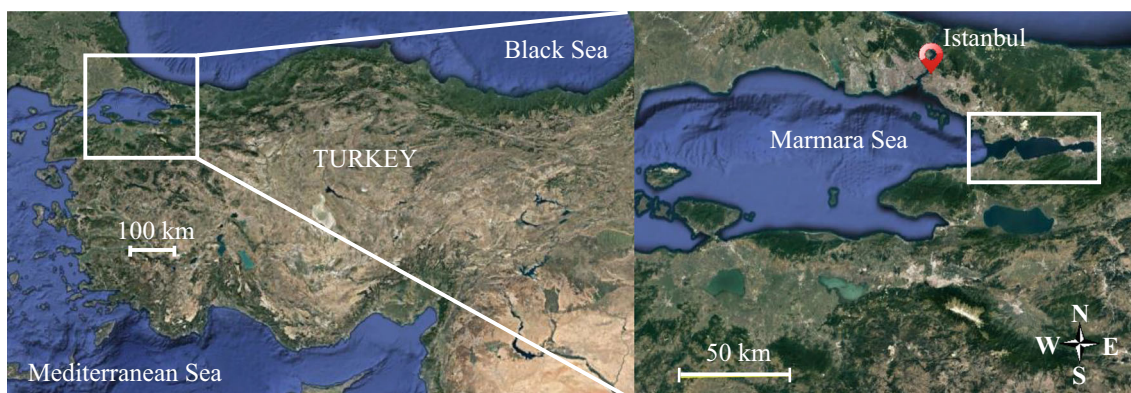 Black Sea
TURKEY
100 km
Mediterranean Sea
Istanbul
Marmara Sea
50 km
N
W E
S